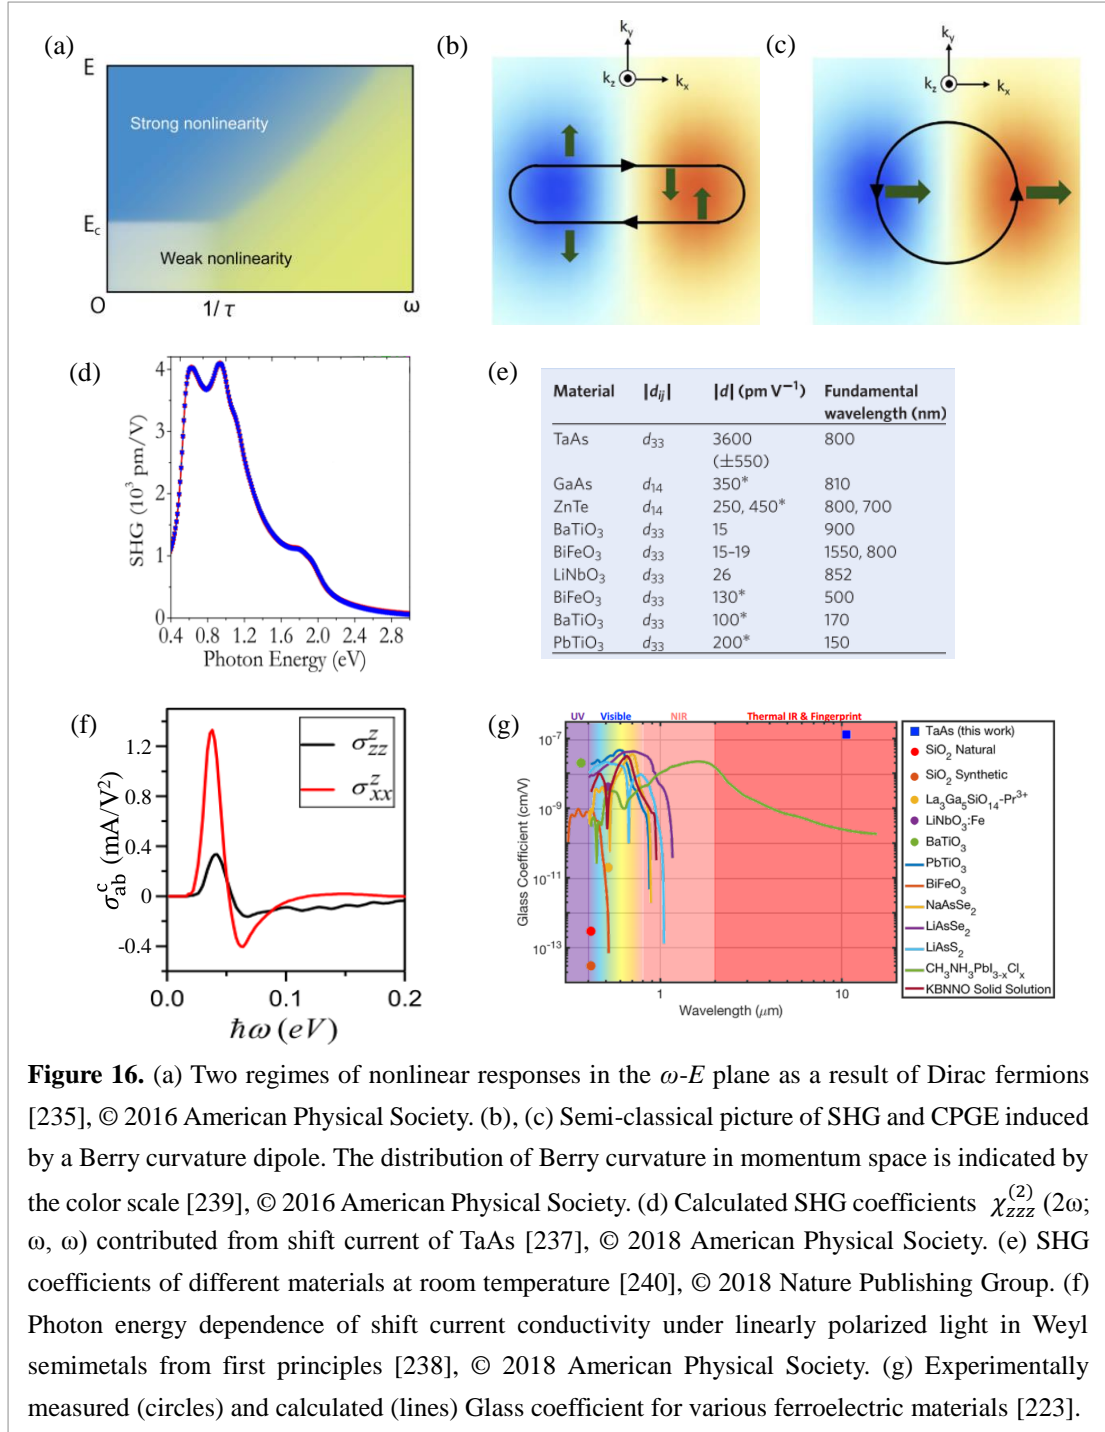 (a)
E
Strong nonlinearity
E_c
Weak nonlinearity
O
1/ τ
ω
(b)
k_y
k_z
k_x
(c)
k_y
k_z
k_x
(d)
SHG (10³ pm/V)
4
3
2
1
0
0.4 0.8 1.2 1.6 2.0 2.4 2.8
Photon Energy (eV)
(e)
Material |d_ij| |d| (pm V⁻¹) Fundamental
wavelength (nm)
TaAs d₃₃ 3600 800
(±550)
GaAs d₁₄ 350* 810
ZnTe d₁₄ 250, 450* 800, 700
BaTiO₃ d₃₃ 15 900
BiFeO₃ d₃₃ 15–19 1550, 800
LiNbO₃ d₃₃ 26 852
BiFeO₃ d₃₃ 130* 500
BaTiO₃ d₃₃ 100* 170
PbTiO₃ d₃₃ 200* 150
(f)
σ^c_ab (mA/V²)
1.2
0.4
0
-0.4
σ^z_zz
σ^z_xx
0.0 0.1 0.2
ħω (eV)
(g)
UV Visible NIR Thermal IR & Fingerprint
Glass Coefficient (cm/V)
10⁻⁷
10⁻⁹
10⁻¹¹
10⁻¹³
1 10
Wavelength (μm)
TaAs (this work)
SiO₂ Natural
SiO₂ Synthetic
La₃Ga₅SiO₁₄-Pr³⁺
LiNbO₃:Fe
BaTiO₃
PbTiO₃
BiFeO₃
NaAsSe₂
LiAsSe₂
LiAsS₂
CH₃NH₃PbI₃₋ₓClₓ
KBNNO Solid Solution
Figure 16. (a) Two regimes of nonlinear responses in the ω-E plane as a result of Dirac fermions
[235], © 2016 American Physical Society. (b), (c) Semi-classical picture of SHG and CPGE induced
by a Berry curvature dipole. The distribution of Berry curvature in momentum space is indicated by
the color scale [239], © 2016 American Physical Society. (d) Calculated SHG coefficients χ^(2)_zzz (2ω;
ω, ω) contributed from shift current of TaAs [237], © 2018 American Physical Society. (e) SHG
coefficients of different materials at room temperature [240], © 2018 Nature Publishing Group. (f)
Photon energy dependence of shift current conductivity under linearly polarized light in Weyl
semimetals from first principles [238], © 2018 American Physical Society. (g) Experimentally
measured (circles) and calculated (lines) Glass coefficient for various ferroelectric materials [223].